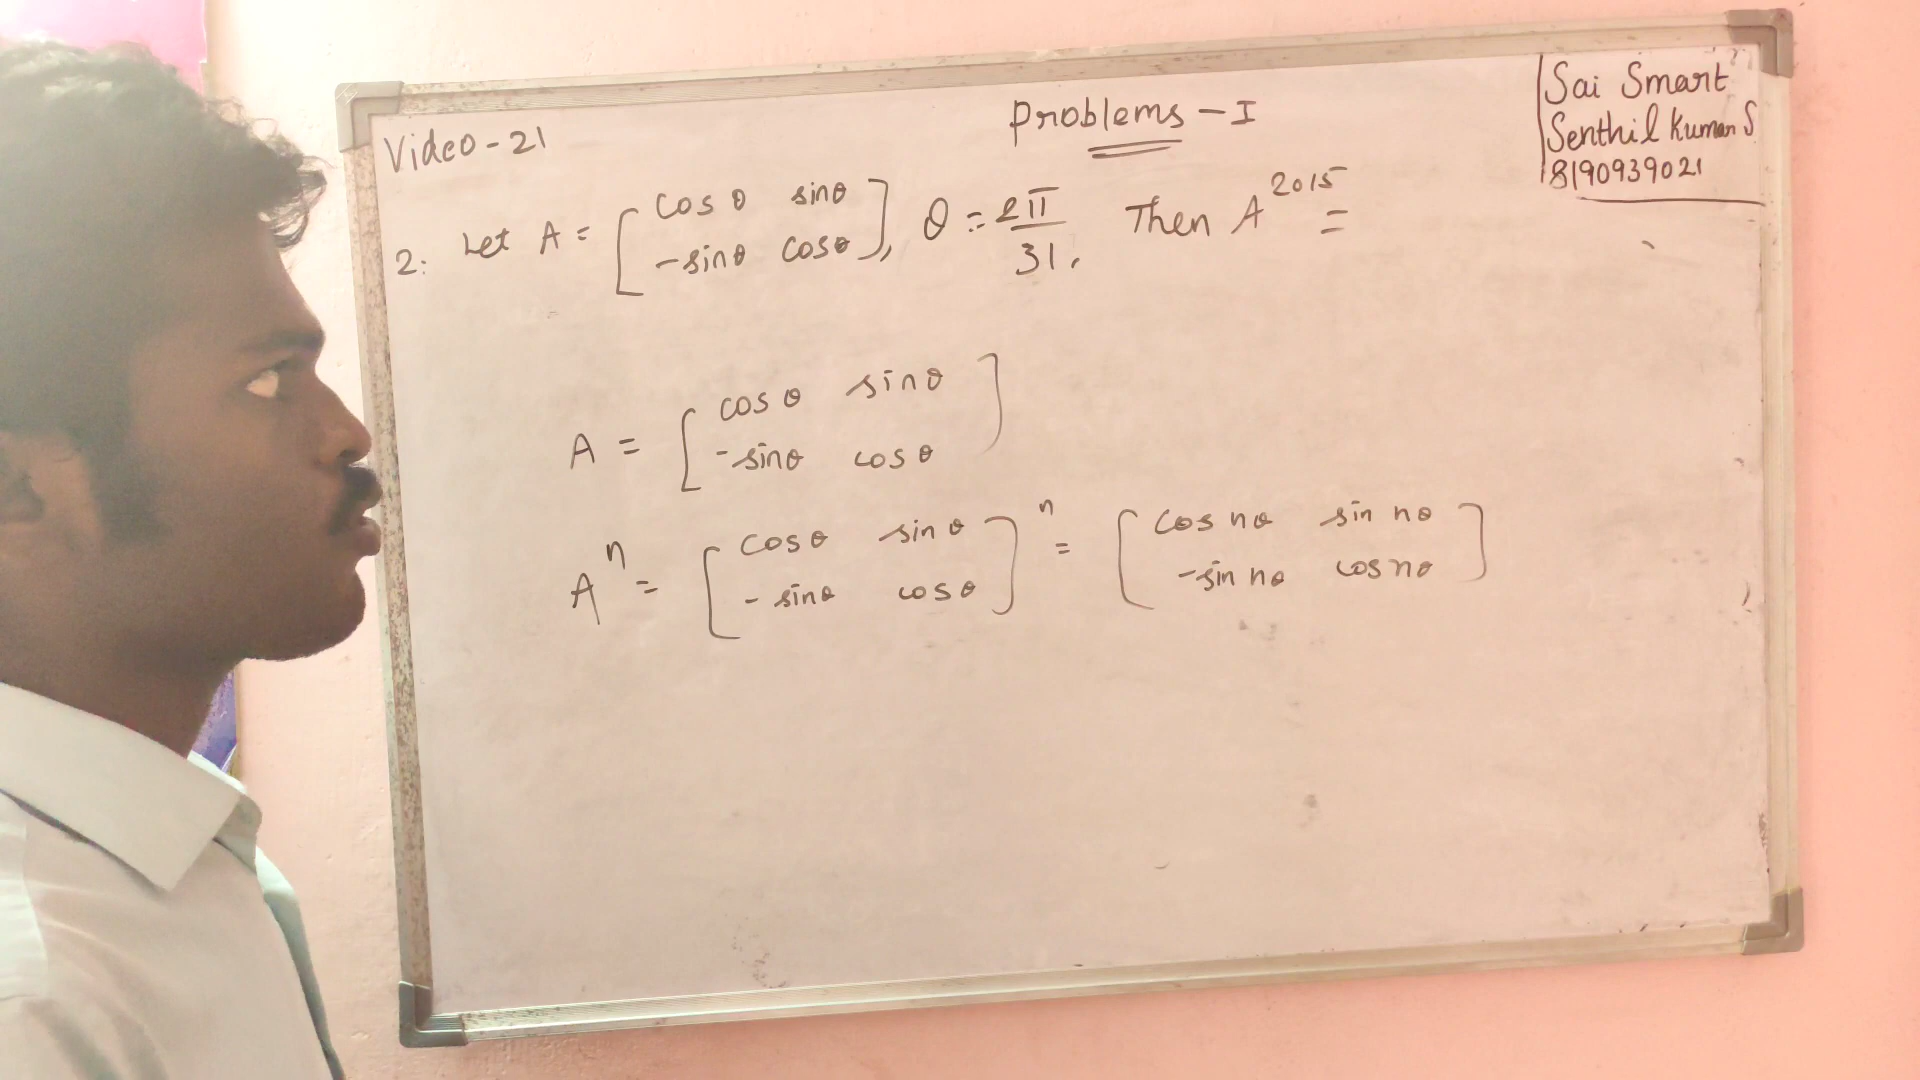 Video-21
Problems - I
Sai Smart
Senthil Kumar S
8190939021
2. Let A = [cos θ sinθ
-sinθ cosθ], θ = 2π/31. Then A^2015 =
A = [cos θ sinθ
-sinθ cos θ]
A^n = [cosθ sin θ
- sinθ cosθ]^n = [cos nθ sin nθ
-sin nθ cos nθ]